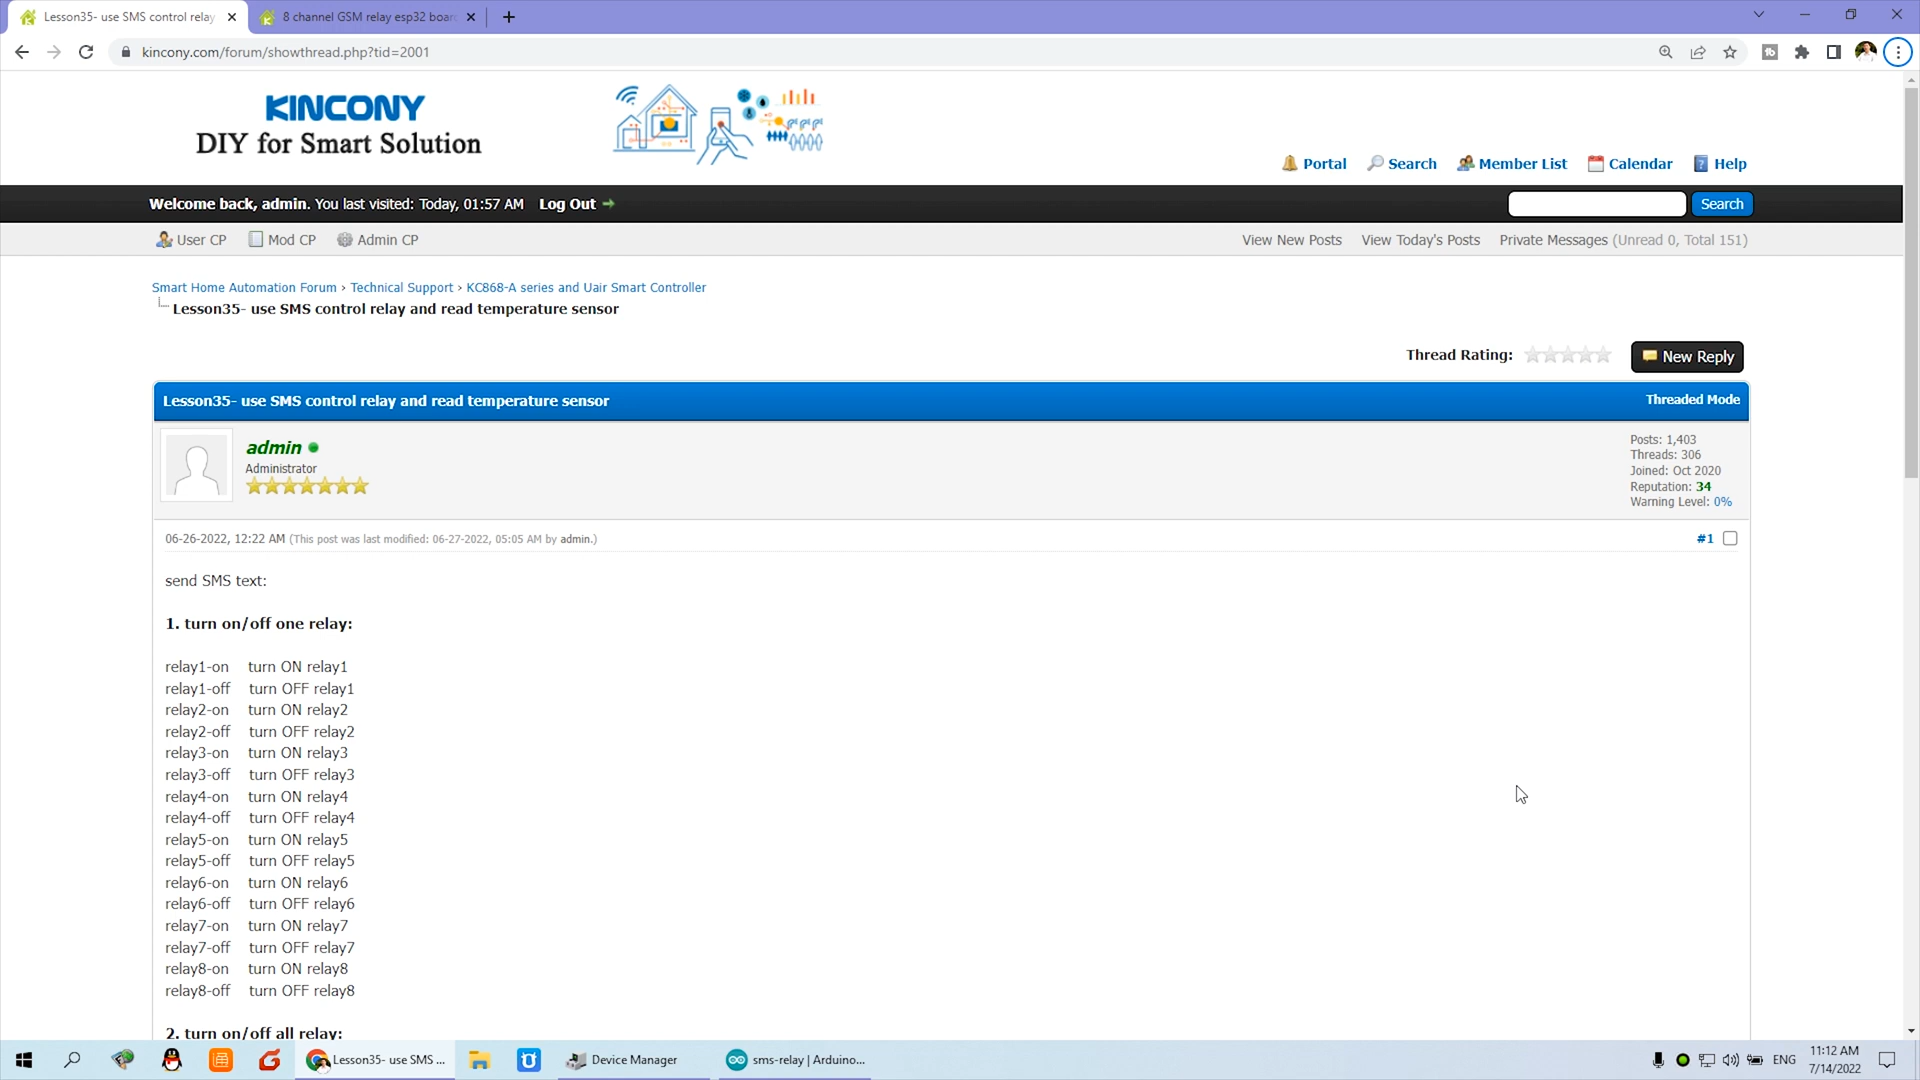 Lesson35- use SMS control relay
8 channel GSM relay esp32 boar
kincony.com/forum/showthread.php?tid=2001
KINCONY
DIY for Smart Solution
Portal
Search
Member List
Calendar
Help
Welcome back, admin. You last visited: Today, 01:57 AM Log Out
Search
User CP
Mod CP
Admin CP
View New Posts
View Today's Posts
Private Messages (Unread 0, Total 151)
Smart Home Automation Forum › Technical Support › KC868-A series and Uair Smart Controller
Lesson35- use SMS control relay and read temperature sensor
Thread Rating:
New Reply
Lesson35- use SMS control relay and read temperature sensor
Threaded Mode
admin
Administrator
Posts: 1,403
Threads: 306
Joined: Oct 2020
Reputation: 34
Warning Level: 0%
06-26-2022, 12:22 AM (This post was last modified: 06-27-2022, 05:05 AM by admin.)
#1
send SMS text:
1. turn on/off one relay:
relay1-on turn ON relay1
relay1-off turn OFF relay1
relay2-on turn ON relay2
relay2-off turn OFF relay2
relay3-on turn ON relay3
relay3-off turn OFF relay3
relay4-on turn ON relay4
relay4-off turn OFF relay4
relay5-on turn ON relay5
relay5-off turn OFF relay5
relay6-on turn ON relay6
relay6-off turn OFF relay6
relay7-on turn ON relay7
relay7-off turn OFF relay7
relay8-on turn ON relay8
relay8-off turn OFF relay8
2. turn on/off all relay:
Lesson35- use SMS ...
Device Manager
sms-relay | Arduino...
ENG
11:12 AM
7/14/2022